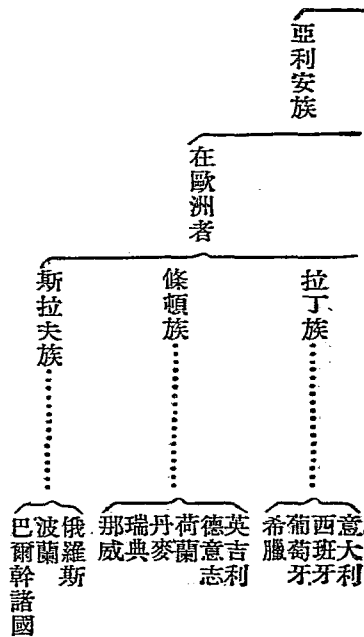 亞利安族
在歐洲者
拉丁族
意大利
西班牙
葡萄牙
希臘
條頓族
英吉利
德意志
荷蘭
丹麥
瑞典
那威
斯拉夫族
俄羅斯
波蘭
巴爾幹諸國